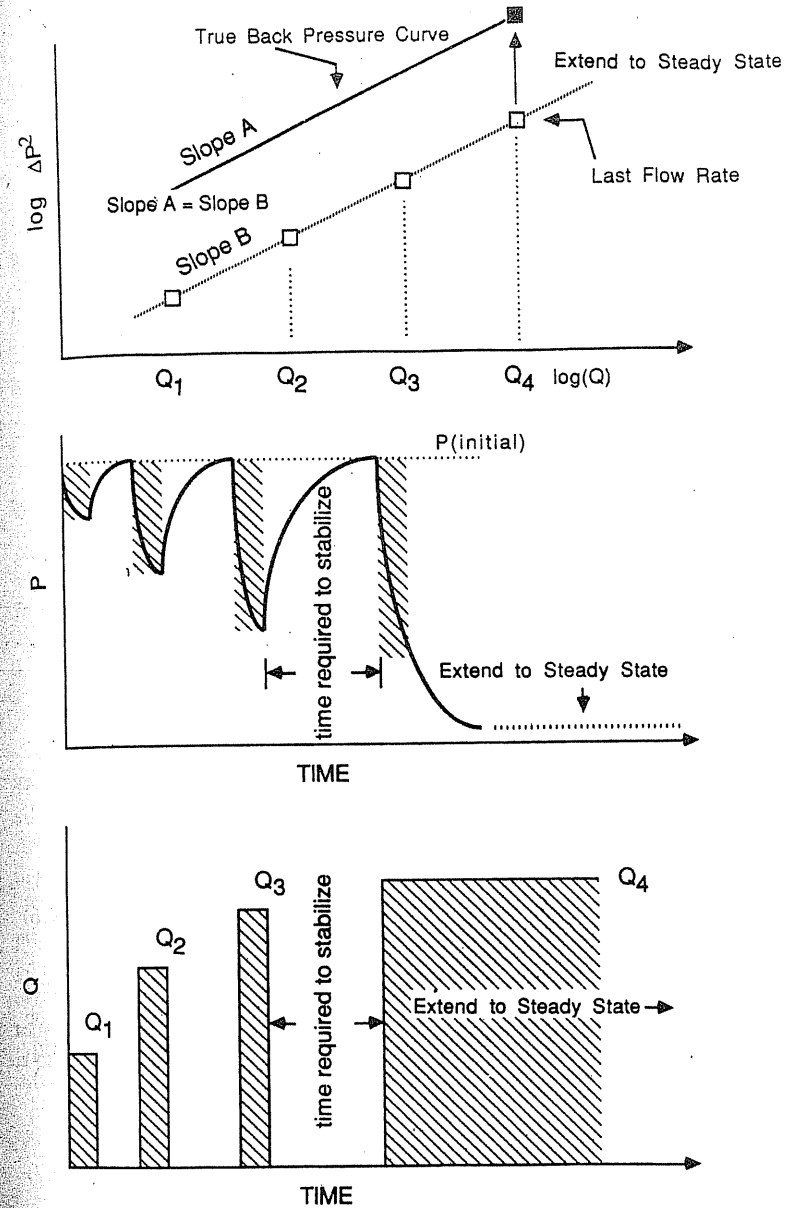 True Back Pressure Curve
Extend to Steady State
Slope A
log ΔP²
Last Flow Rate
Slope A = Slope B
Slope B
Q₁ Q₂ Q₃ Q₄ log(Q)
P(initial)
P
time required to stabilize
Extend to Steady State
TIME
Q₄
Q₃
Q₂
time required to stabilize
Q
Extend to Steady State
Q₁
TIME